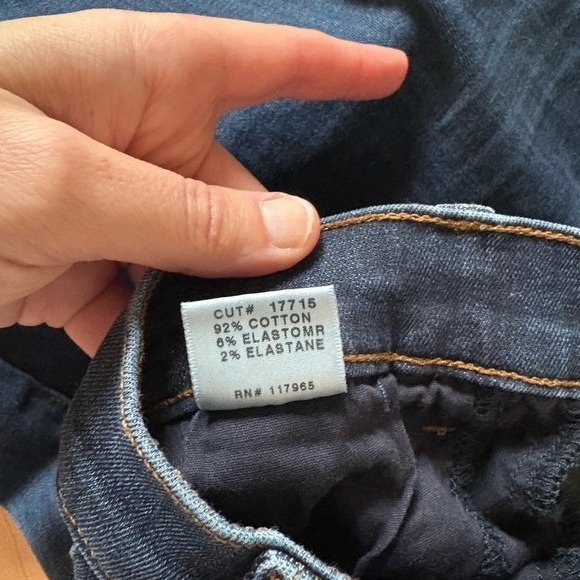 CUT# 17715
92% COTTON
6% ELASTOMR
2% ELASTANE
RN# 117965